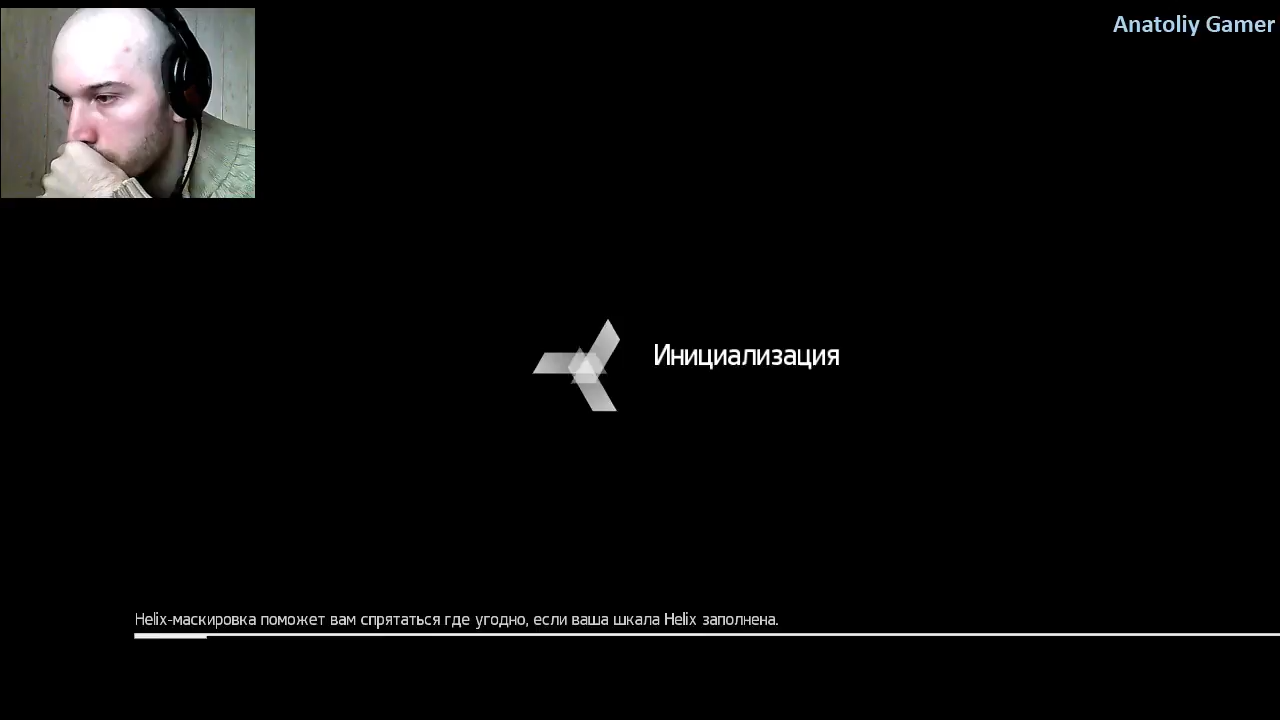 Anatoliy Gamer
Инициализация
Helix-маскировка поможет вам спрятаться где угодно, если ваша шкала Helix заполнена.